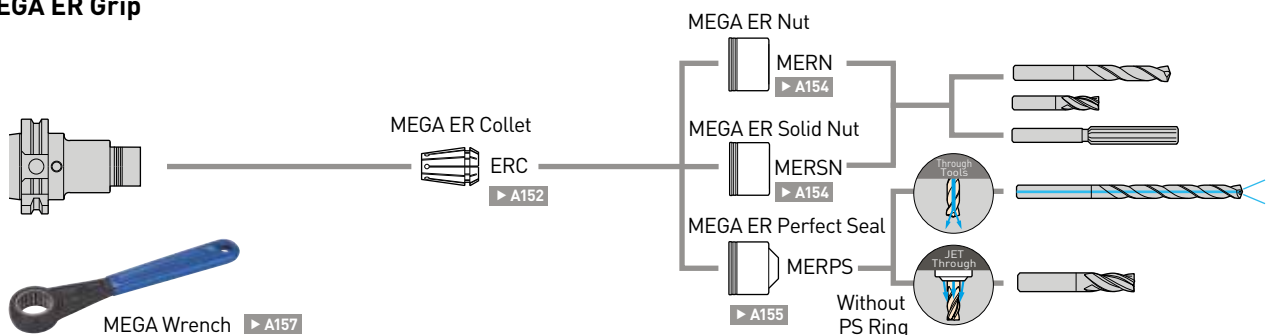 EGA ER Grip
MEGA ER Nut
MERN
▶ A154
MEGA ER Collet
ERC
▶ A152
MEGA ER Solid Nut
MERSN
▶ A154
Through
Tools
MEGA ER Perfect Seal
MERPS
▶ A155
Without
PS Ring
JET
Through
MEGA Wrench ▶ A157